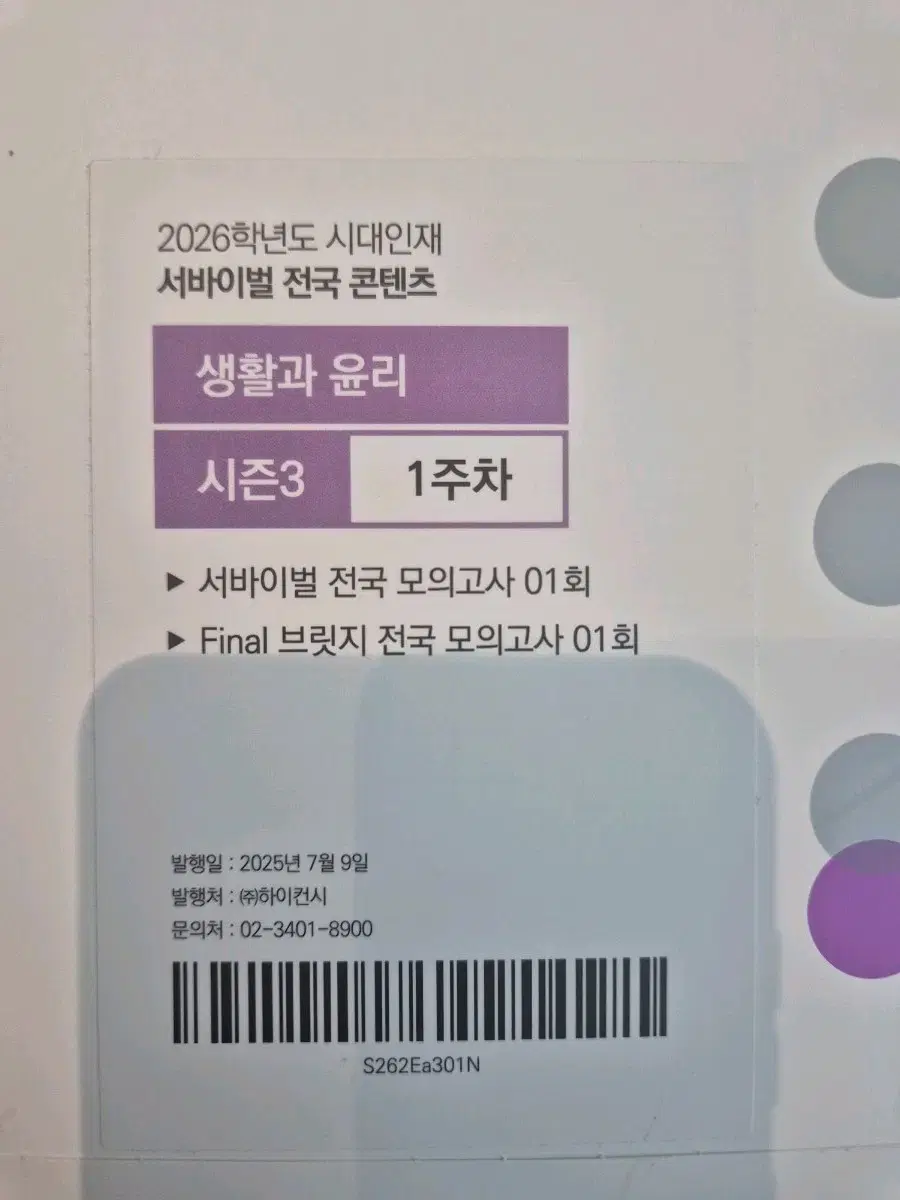 2026학년도 시대인재
서바이벌 전국 콘텐츠
생활과 윤리
시즌3 1주차
▶ 서바이벌 전국 모의고사 01회
▶ Final 브릿지 전국 모의고사 01회
발행일 : 2025년 7월 9일
발행처 : ㈜하이컨시
문의처 : 02-3401-8900
S262Ea301N